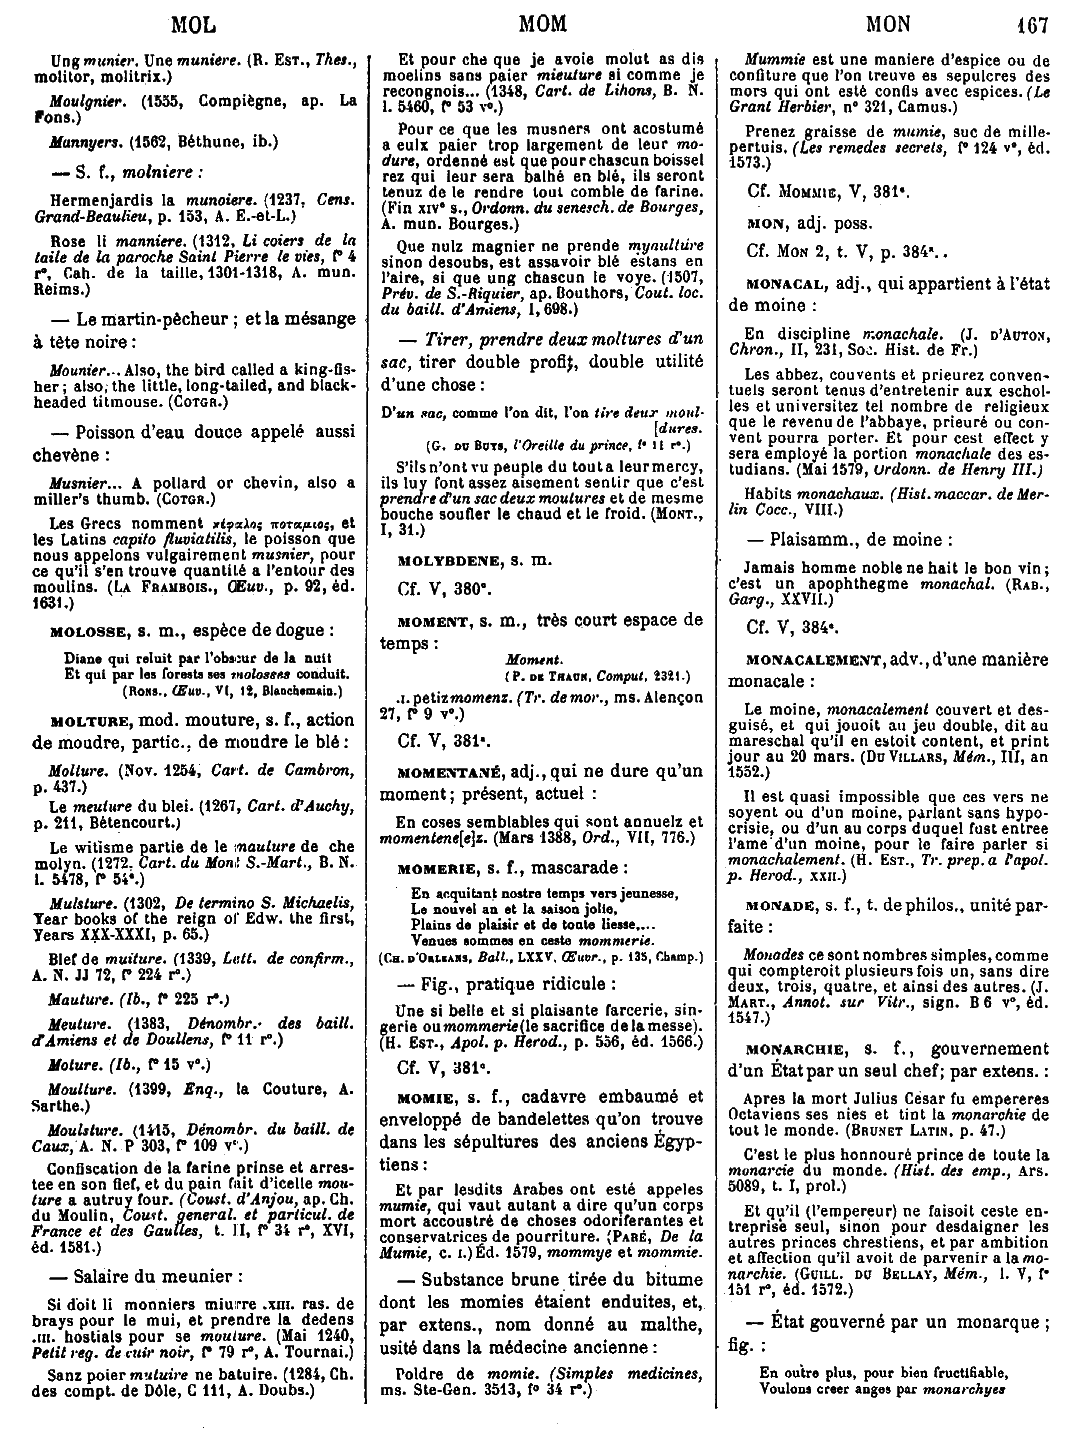 MOL MOM MON 167
Ung munier. Une muniere. (R. Est., Thes.,
molitor, molitrix.)
Moulgnier. (1535, Compiègne, ap. La
Fons.)
Mannyers. (1562, Béthune, ib.)
— S. f., molniere :
Hermenjardis la munoiere. (1237, Cens.
Grand-Beaulieu, p. 153, A. E.-et-L.)
Rose li manniere. (1312, Li coiers de la
taile de la paroche Saint Pierre le vies, f° 4
r°, Cah. de la taille, 1301-1318, A. mun.
Reims.)
— Le martin-pêcheur ; et la mésange
à tête noire :
Mounier... Also, the bird called a king-fis-
her ; also, the little, long-tailed, and black-
headed titmouse. (Cotgr.)
— Poisson d'eau douce appelé aussi
chevène :
Musnier... A pollard or chevin, also a
miller's thumb. (Cotgr.)
Les Grecs nomment κέφαλος ποτάμιος, et
les Latins capito fluviatilis, le poisson que
nous appelons vulgairement musnier, pour
ce qu'il s'en trouve quantilé a l'entour des
moulins. (La Frambois., Œuv., p. 92, éd.
1631.)
MOLOSSE, s. m., espèce de dogue :
Diane qui reluit par l'obscur de la nuit
Et qui par les forests ses molosses conduit.
(Rons., Œuv., VI, 12, Blanchemain.)
MOLTURE, mod. mouture, s. f., action
de moudre, partic., de moudre le blé :
Molture. (Nov. 1254, Cart. de Cambron,
p. 437.)
Le meuture du blei. (1267, Cart. d'Auchy,
p. 211, Bétencourt.)
Le witisme partie de le mauture de che
molyn. (1272, Cart. du Mont S.-Mart., B. N.
l. 5478, f° 54ª.)
Mulsture. (1302, De termino S. Michaelis,
Year books of the reign of Edw. the first,
Years XXX-XXXI, p. 65.)
Blef de muiture. (1339, Lett. de confirm.,
A. N. JJ 72, f° 224 r°.)
Mauture. (Ib., f° 225 r°.)
Meuture. (1383, Dénombr. des baill.
d'Amiens et de Doullens, f° 11 r°.)
Moture. (Ib., f° 15 v°.)
Moulture. (1399, Enq., la Couture, A.
Sarthe.)
Moulsture. (1415, Dénombr. du baill. de
Caux, A. N. P 303, f° 109 v°.)
Confiscation de la farine prinse et arres-
tee en son fief, et du pain fait d'icelle mou-
ture a autruy four. (Coust. d'Anjou, ap. Ch.
du Moulin, Coust. general. et particul. de
France et des Gaulles, t. II, f° 34 r°, XVI,
éd. 1581.)
— Salaire du meunier :
Si doit li monniers miurre .XIII. ras. de
brays pour le mui, et prendre la dedens
.III. hostials pour se mouture. (Mai 1240,
Petit reg. de cuir noir, f° 79 r°, A. Tournai.)
Sanz poier mutuire ne batuire. (1284, Ch.
des compt. de Dôle, C 111, A. Doubs.)
Et pour che que je avoie molut as dis
moelins sans paier mieuture si comme je
recongnois... (1348, Cart. de Lihons, B. N.
l. 5460, f° 53 v°.)
Pour ce que les musners ont acostumé
a eulx paier trop largement de leur mo-
dure, ordenné est que pour chascun boissel
rez qui leur sera balhé en blé, ils seront
tenuz de le rendre tout comble de farine.
(Fin XIVe s., Ordonn. du senesch. de Bourges,
A. mun. Bourges.)
Que nulz magnier ne prende mynulture
sinon desoubs, est assavoir blé estans en
l'aire, si que ung chascun le voye. (1507,
Prév. de S.-Riquier, ap. Bouthors, Cout. loc.
du baill. d'Amiens, I, 698.)
— Tirer, prendre deux moltures d'un
sac, tirer double profit, double utilité
d'une chose :
D'un sac, comme l'on dit, l'on tire deux moul-
[dures.
(G. du Buys, l'Oreille du prince, f° 11 r°.)
S'ils n'ont vu peuple du tout a leur mercy,
ils luy font assez aisement sentir que c'est
prendre d'un sac deux moutures et de mesme
bouche soufler le chaud et le froid. (Mont.,
I, 31.)
MOLYBDENE, s. m.
Cf. V, 380ª.
MOMENT, s. m., très court espace de
temps :
Moment.
(P. de Thaun, Comput, 2321.)
.I. petiz momenz. (Tr. de mor., ms. Alençon
27, f° 9 v°.)
Cf. V, 381ª.
MOMENTANÉ, adj., qui ne dure qu'un
moment ; présent, actuel :
En coses semblables qui sont annuelz et
momentene[e]z. (Mars 1388, Ord., VII, 776.)
MOMERIE, s. f., mascarade :
En acquitant nostre temps vers jeunesse,
Le nouvel an et la saison jolie,
Plains de plaisir et de toute liesse,...
Venues sommes en ceste mommerie.
(Ch. d'Orleans, Ball., LXXV, Œuvr., p. 135, Champ.)
— Fig., pratique ridicule :
Une si belle et si plaisante farcerie, sin-
gerie ou mommerie (le sacrifice de la messe).
(H. Est., Apol. p. Herod., p. 556, éd. 1566.)
Cf. V, 381ª.
MOMIE, s. f., cadavre embaumé et
enveloppé de bandelettes qu'on trouve
dans les sépultures des anciens Égyp-
tiens :
Et par lesdits Arabes ont esté appeles
mumie, qui vaut autant a dire qu'un corps
mort accoustré de choses odoriferantes et
conservatrices de pourriture. (Paré, De la
Mumie, c. I.) Éd. 1579, mommye et mommie.
— Substance brune tirée du bitume
dont les momies étaient enduites, et,
par extens., nom donné au malthe,
usité dans la médecine ancienne :
Poldre de momie. (Simples medicines,
ms. Ste-Gen. 3513, f° 34 r°.)
Mummie est une maniere d'espice ou de
confiture que l'on treuve es sepulcres des
mors qui ont esté confis avec espices. (Le
Grant Herbier, n° 321, Camus.)
Prenez graisse de mumie, suc de mille-
pertuis. (Les remedes secrets, f° 124 v°, éd.
1573.)
Cf. Mommie, V, 381ª.
MON, adj. poss.
Cf. Mon 2, t. V, p. 384ª..
MONACAL, adj., qui appartient à l'état
de moine :
En discipline monachale. (J. d'Auton,
Chron., II, 231, Soc. Hist. de Fr.)
Les abbez, couvents et prieurez conven-
tuels seront tenus d'entretenir aux eschol-
les et universitez tel nombre de religieux
que le revenu de l'abbaye, prieuré ou con-
vent pourra porter. Et pour cest effect y
sera employé la portion monachale des es-
tudians. (Mai 1579, Ordonn. de Henry III.)
Habits monachaux. (Hist. maccar. de Mer-
lin Cocc., VIII.)
— Plaisamm., de moine :
Jamais homme noble ne hait le bon vin ;
c'est un apophthegme monachal. (Rab.,
Garg., XXVII.)
Cf. V, 384ª.
MONACALEMENT, adv., d'une manière
monacale :
Le moine, monacalement couvert et des-
guisé, et qui jouoit au jeu double, dit au
mareschal qu'il en estoit content, et print
jour au 20 mars. (Du Villars, Mém., III, an
1552.)
Il est quasi impossible que ces vers ne
soyent ou d'un moine, parlant sans hypo-
crisie, ou d'un au corps duquel fust entree
l'ame d'un moine, pour le faire parler si
monachalement. (H. Est., Tr. prep. a l'apol.
p. Herod., XXII.)
MONADE, s. f., t. de philos., unité par-
faite :
Monades ce sont nombres simples, comme
qui compteroit plusieurs fois un, sans dire
deux, trois, quatre, et ainsi des autres. (J.
Mart., Annot. sur Vitr., sign. B 6 v°, éd.
1547.)
MONARCHIE, s. f., gouvernement
d'un État par un seul chef; par extens. :
Apres la mort Julius Cesar fu empereres
Octaviens ses nies et tint la monarchie de
tout le monde. (Brunet Latin, p. 47.)
C'est le plus honnouré prince de toute la
monarcie du monde. (Hist. des emp., Ars.
5089, t. I, prol.)
Et qu'il (l'empereur) ne faisoit ceste en-
treprise seul, sinon pour desdaigner les
autres princes chrestiens, et par ambition
et affection qu'il avoit de parvenir a la mo-
narchie. (Guill. du Bellay, Mém., l. V, f°
151 r°, éd. 1572.)
— État gouverné par un monarque ;
fig. :
En outre plus, pour bien fructifiable,
Voulons creer anges par monarchyes